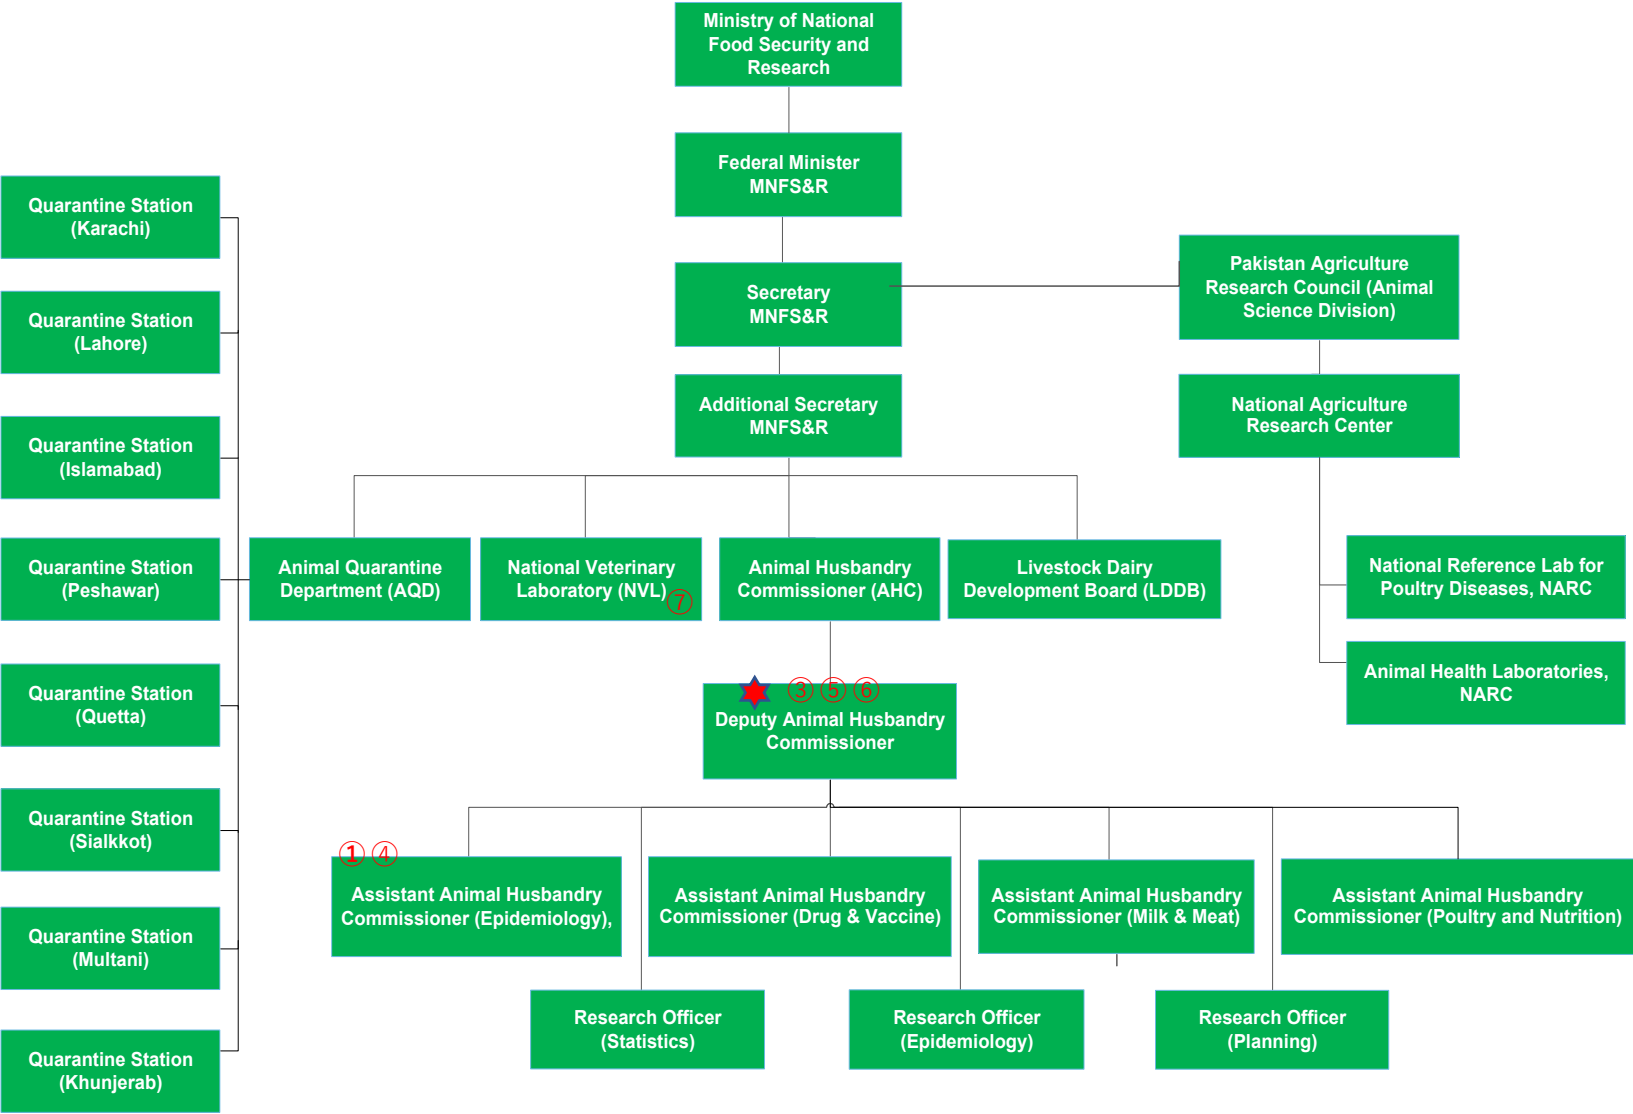 Ministry of National
Food Security and
Research
Federal Minister
MNFS&R
Secretary
MNFS&R
Additional Secretary
MNFS&R
Pakistan Agriculture
Research Council (Animal
Science Division)
National Agriculture
Research Center
National Reference Lab for
Poultry Diseases, NARC
Animal Health Laboratories,
NARC
Quarantine Station
(Karachi)
Quarantine Station
(Lahore)
Quarantine Station
(Islamabad)
Quarantine Station
(Peshawar)
Quarantine Station
(Quetta)
Quarantine Station
(Sialkkot)
Quarantine Station
(Multani)
Quarantine Station
(Khunjerab)
Animal Quarantine
Department (AQD)
National Veterinary
Laboratory (NVL)
⑦
Animal Husbandry
Commissioner (AHC)
Livestock Dairy
Development Board (LDDB)
③ ⑤ ⑥
Deputy Animal Husbandry
Commissioner
① ④
Assistant Animal Husbandry
Commissioner (Epidemiology),
Assistant Animal Husbandry
Commissioner (Drug & Vaccine)
Assistant Animal Husbandry
Commissioner (Milk & Meat)
Assistant Animal Husbandry
Commissioner (Poultry and Nutrition)
Research Officer
(Statistics)
Research Officer
(Epidemiology)
Research Officer
(Planning)